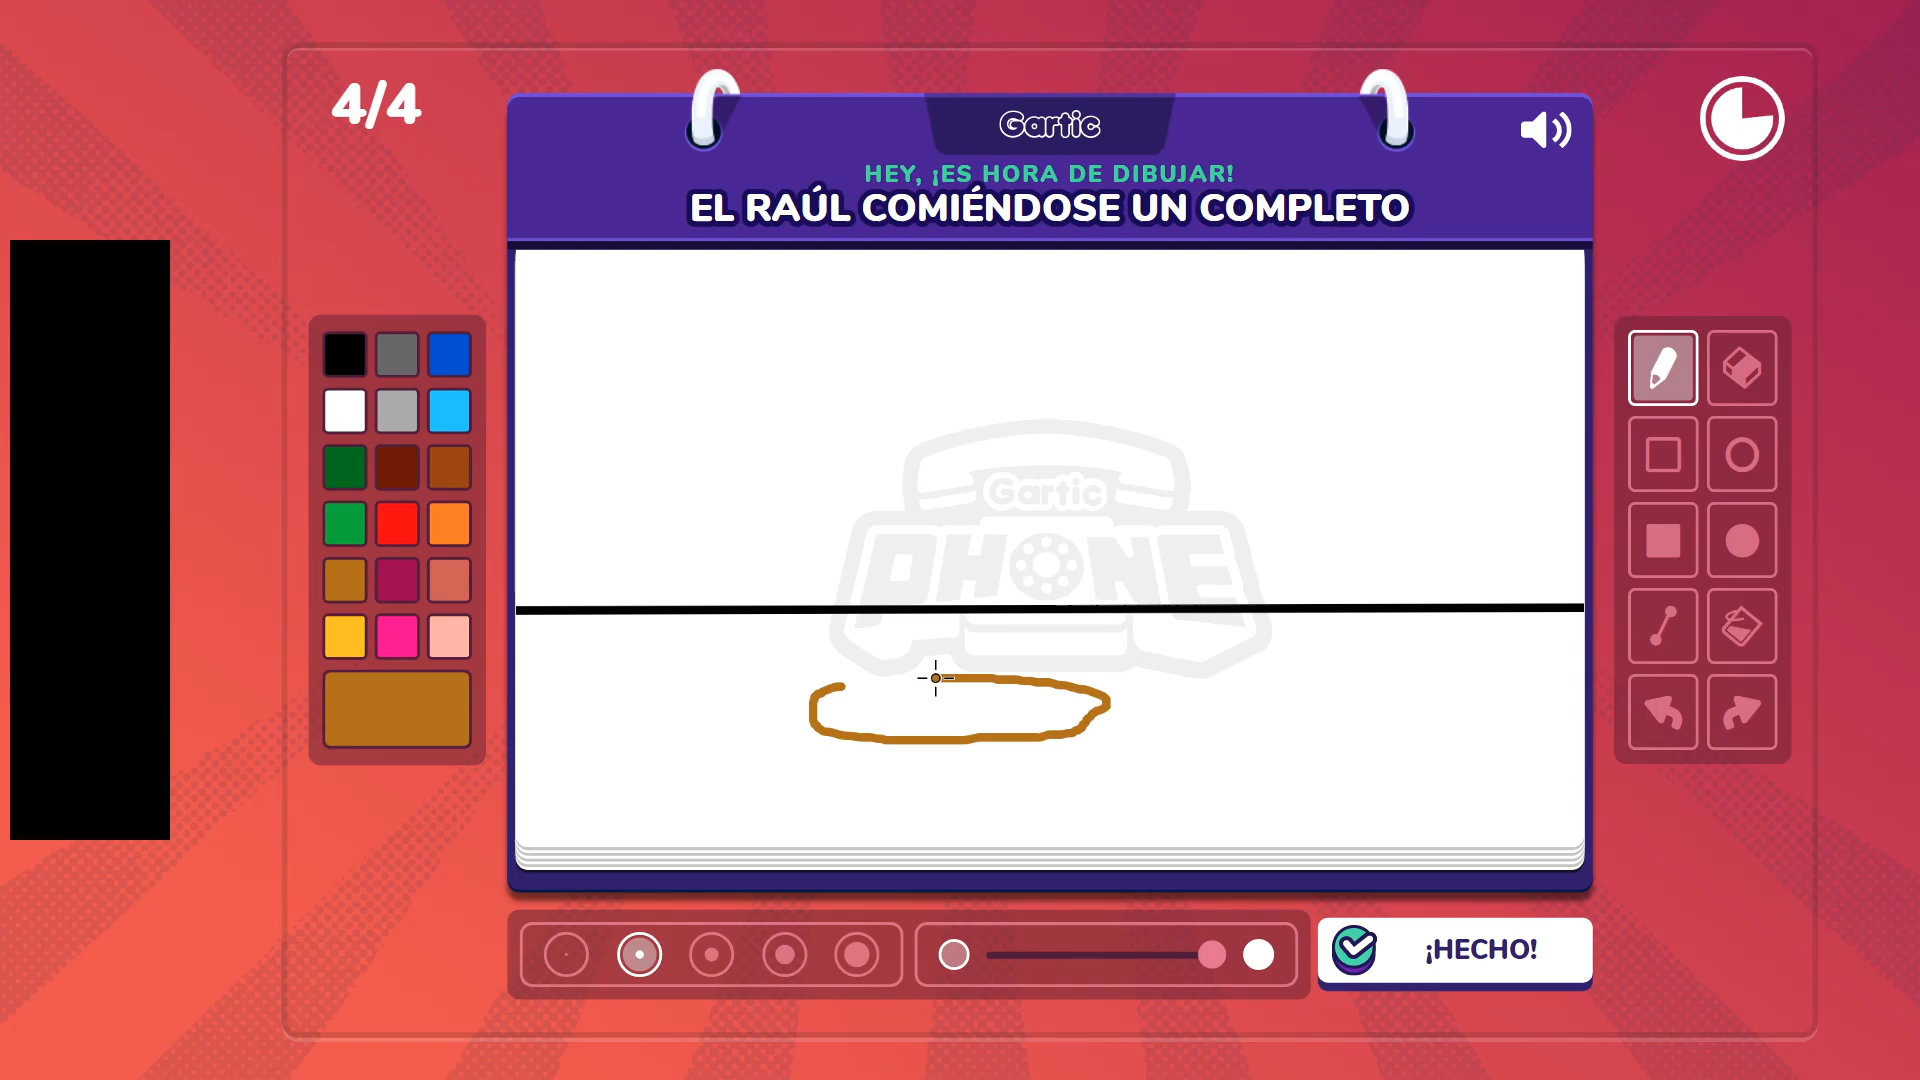 4/4
Gartic
HEY, ¡ES HORA DE DIBUJAR!
EL RAÚL COMIÉNDOSE UN COMPLETO
Gartic
PHONE
¡HECHO!